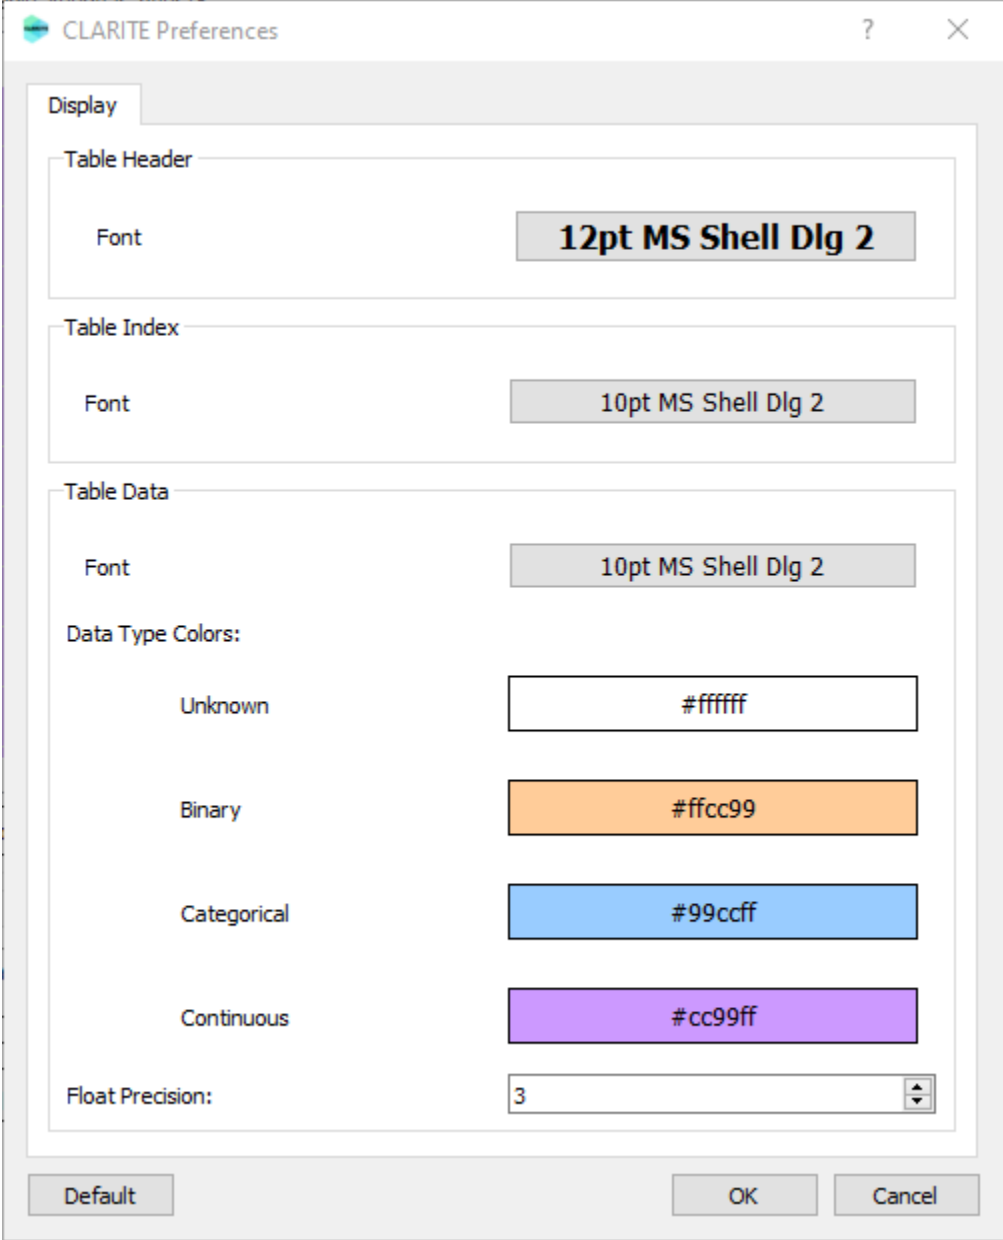 CLARITE Preferences ?
Display
Table Header
Font 12pt MS Shell Dlg 2
Table Index
Font 10pt MS Shell Dlg 2
Table Data
Font 10pt MS Shell Dlg 2
Data Type Colors:
Unknown #ffffff
Binary #ffcc99
Categorical #99ccff
Continuous #cc99ff
Float Precision: 3
Default OK Cancel